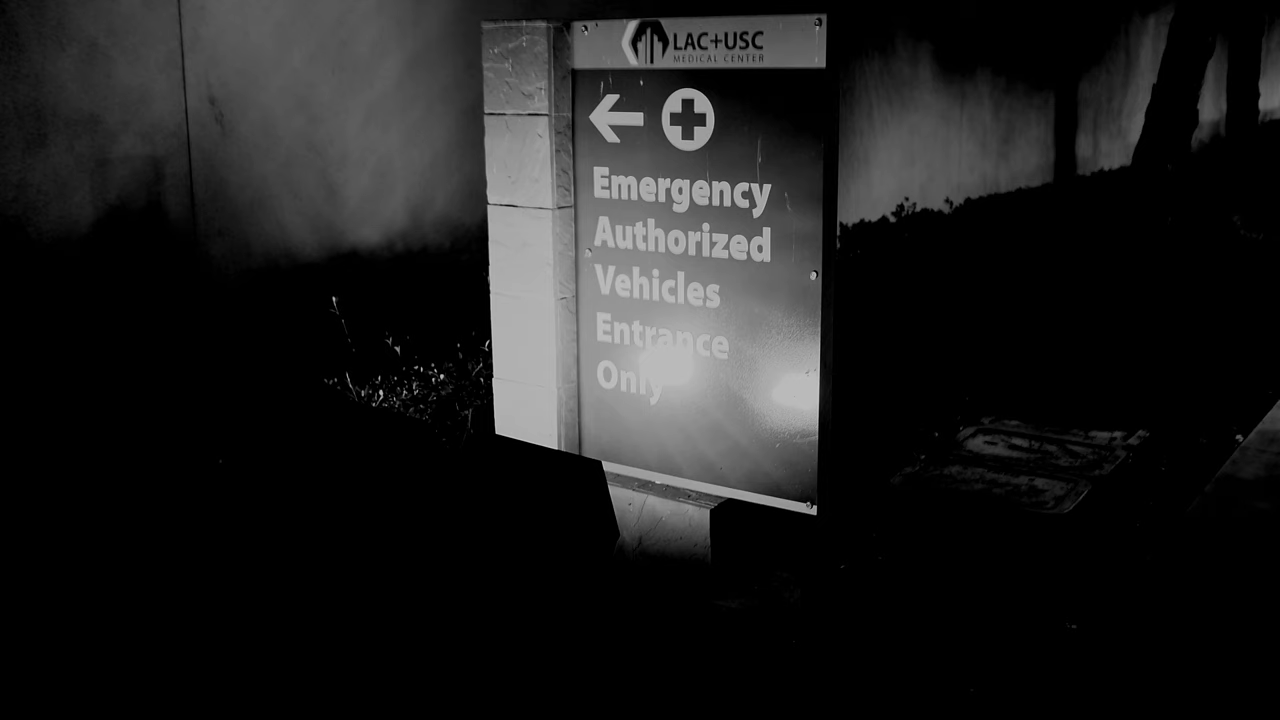 LAC+USC
MEDICAL CENTER
Emergency
Authorized
Vehicles
Entrance
Only